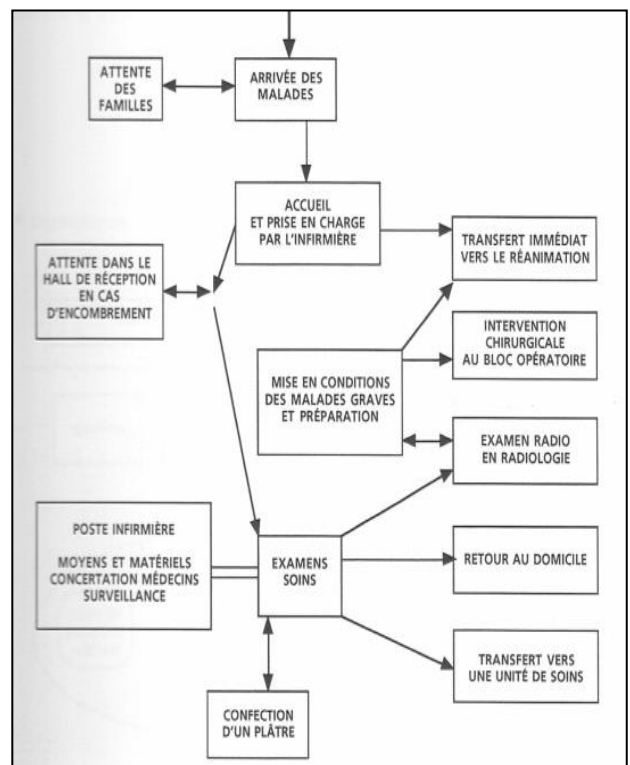 ATTENTE
DES
FAMILLES
ARRIVÉE DES
MALADES
ACCUEIL
ET PRISE EN CHARGE
PAR L'INFIRMIÈRE
TRANSFERT IMMÉDIAT
VERS LE RÉANIMATION
ATTENTE DANS LE
HALL DE RÉCEPTION
EN CAS
D'ENCOMBREMENT
INTERVENTION
CHIRURGICALE
AU BLOC OPÉRATOIRE
MISE EN CONDITIONS
DES MALADES GRAVES
ET PRÉPARATION
EXAMEN RADIO
EN RADIOLOGIE
POSTE INFIRMIÈRE
MOYENS ET MATÉRIELS
CONCERTATION MÉDECINS
SURVEILLANCE
EXAMENS
SOINS
RETOUR AU DOMICILE
TRANSFERT VERS
UNE UNITÉ DE SOINS
CONFECTION
D'UN PLÂTRE